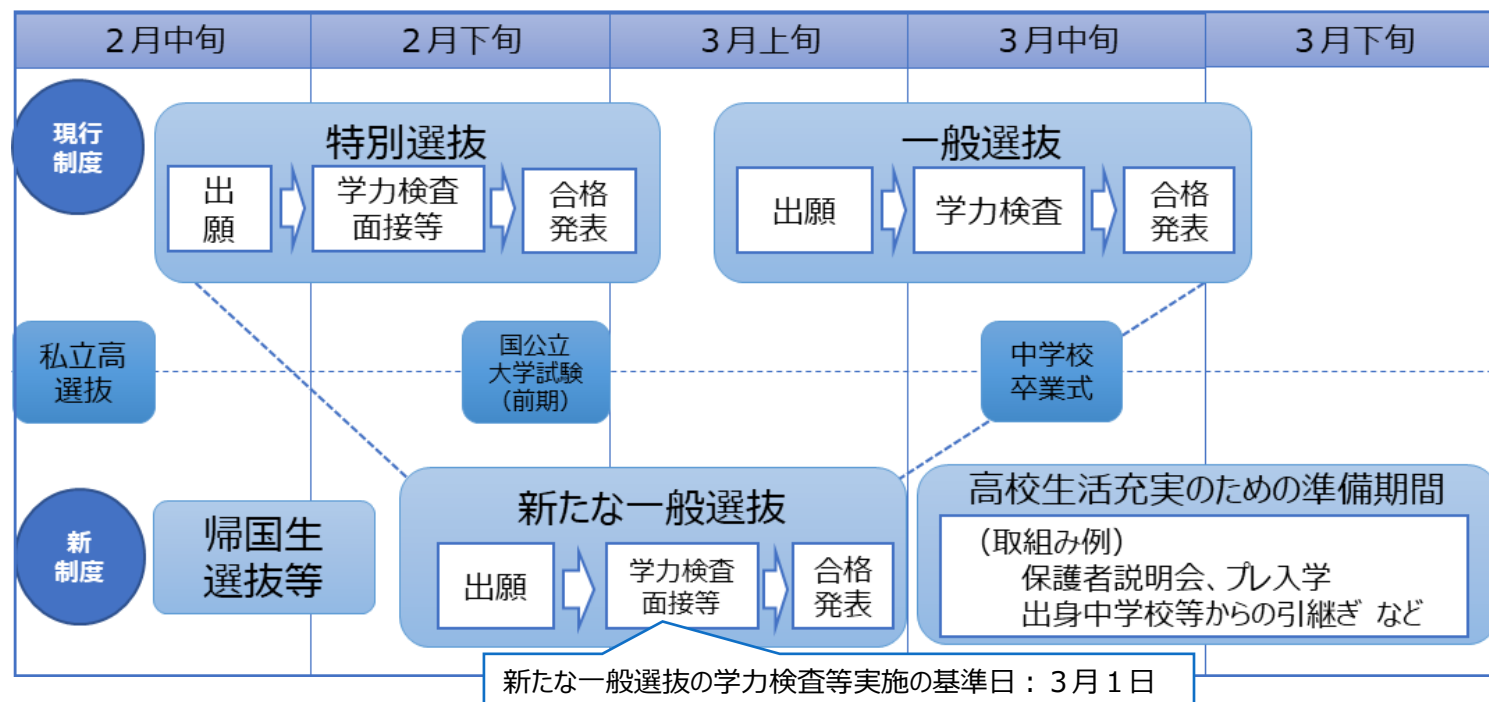 ２月中旬
２月下旬
３月上旬
３月中旬
３月下旬
現行
制度
特別選抜
出
願
学力検査
面接等
合格
発表
一般選抜
出願
学力検査
合格
発表
私立高
選抜
国公立
大学試験
（前期）
中学校
卒業式
新
制度
帰国生
選抜等
新たな一般選抜
出願
学力検査
面接等
合格
発表
高校生活充実のための準備期間
（取組み例）
保護者説明会、プレ入学
出身中学校等からの引継ぎ など
新たな一般選抜の学力検査等実施の基準日：３月１日